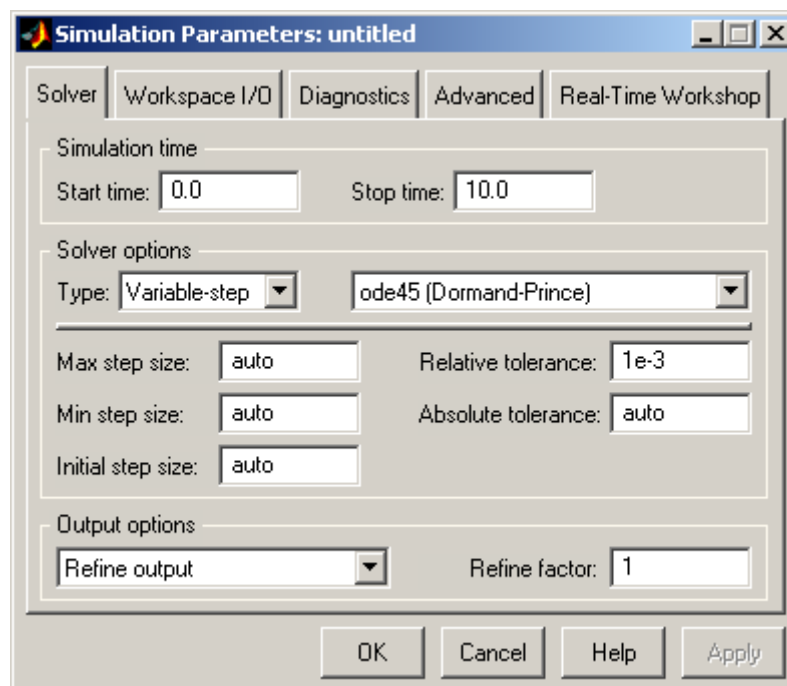 Simulation Parameters: untitled
Solver Workspace I/O Diagnostics Advanced Real-Time Workshop
Simulation time
Start time: 0.0 Stop time: 10.0
Solver options
Type: Variable-step ode45 (Dormand-Prince)
Max step size: auto Relative tolerance: 1e-3
Min step size: auto Absolute tolerance: auto
Initial step size: auto
Output options
Refine output Refine factor: 1
OK Cancel Help Apply